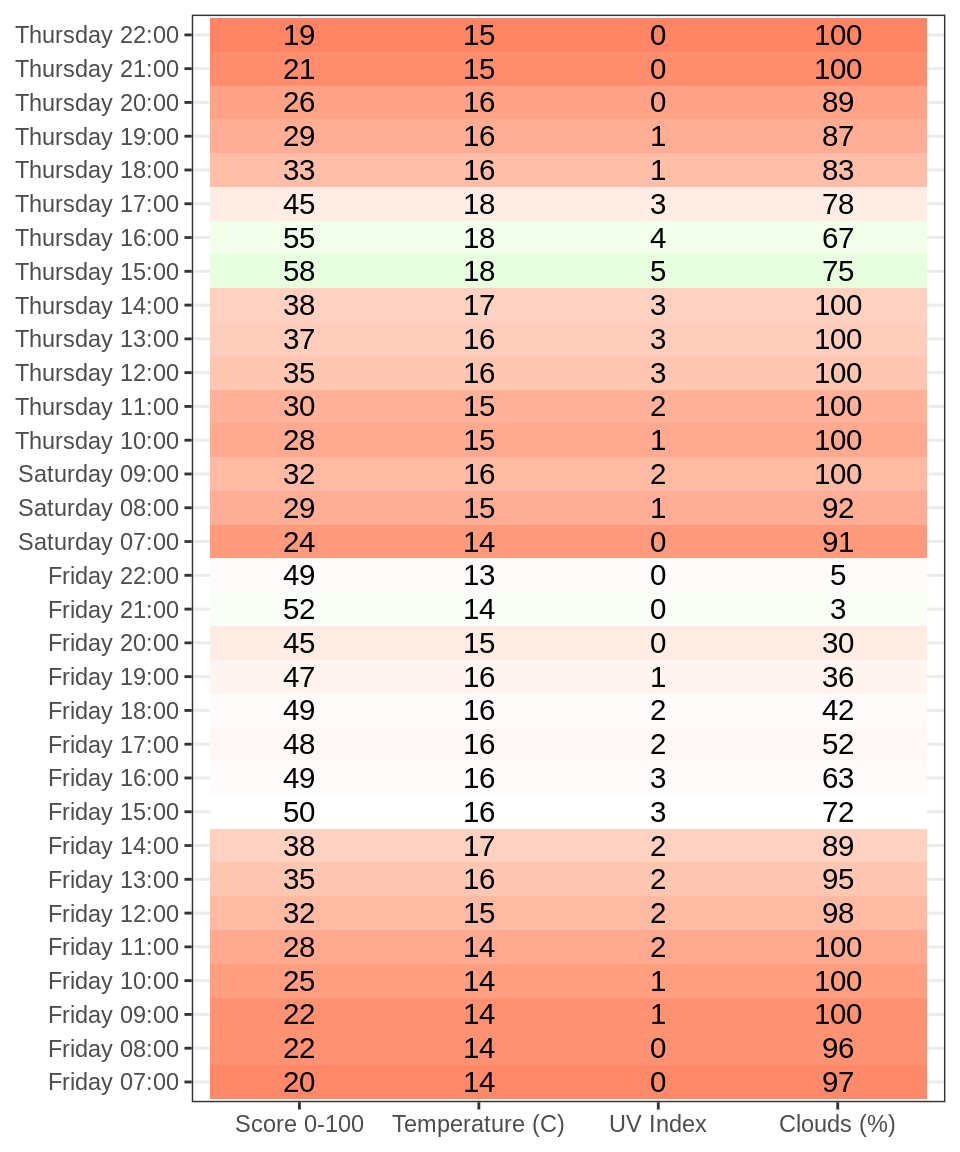 Thursday 22:00 19 15 0 100
Thursday 21:00 21 15 0 100
Thursday 20:00 26 16 0 89
Thursday 19:00 29 16 1 87
Thursday 18:00 33 16 1 83
Thursday 17:00 45 18 3 78
Thursday 16:00 55 18 4 67
Thursday 15:00 58 18 5 75
Thursday 14:00 38 17 3 100
Thursday 13:00 37 16 3 100
Thursday 12:00 35 16 3 100
Thursday 11:00 30 15 2 100
Thursday 10:00 28 15 1 100
Saturday 09:00 32 16 2 100
Saturday 08:00 29 15 1 92
Saturday 07:00 24 14 0 91
Friday 22:00 49 13 0 5
Friday 21:00 52 14 0 3
Friday 20:00 45 15 0 30
Friday 19:00 47 16 1 36
Friday 18:00 49 16 2 42
Friday 17:00 48 16 2 52
Friday 16:00 49 16 3 63
Friday 15:00 50 16 3 72
Friday 14:00 38 17 2 89
Friday 13:00 35 16 2 95
Friday 12:00 32 15 2 98
Friday 11:00 28 14 2 100
Friday 10:00 25 14 1 100
Friday 09:00 22 14 1 100
Friday 08:00 22 14 0 96
Friday 07:00 20 14 0 97
Score 0-100 Temperature (C) UV Index Clouds (%)